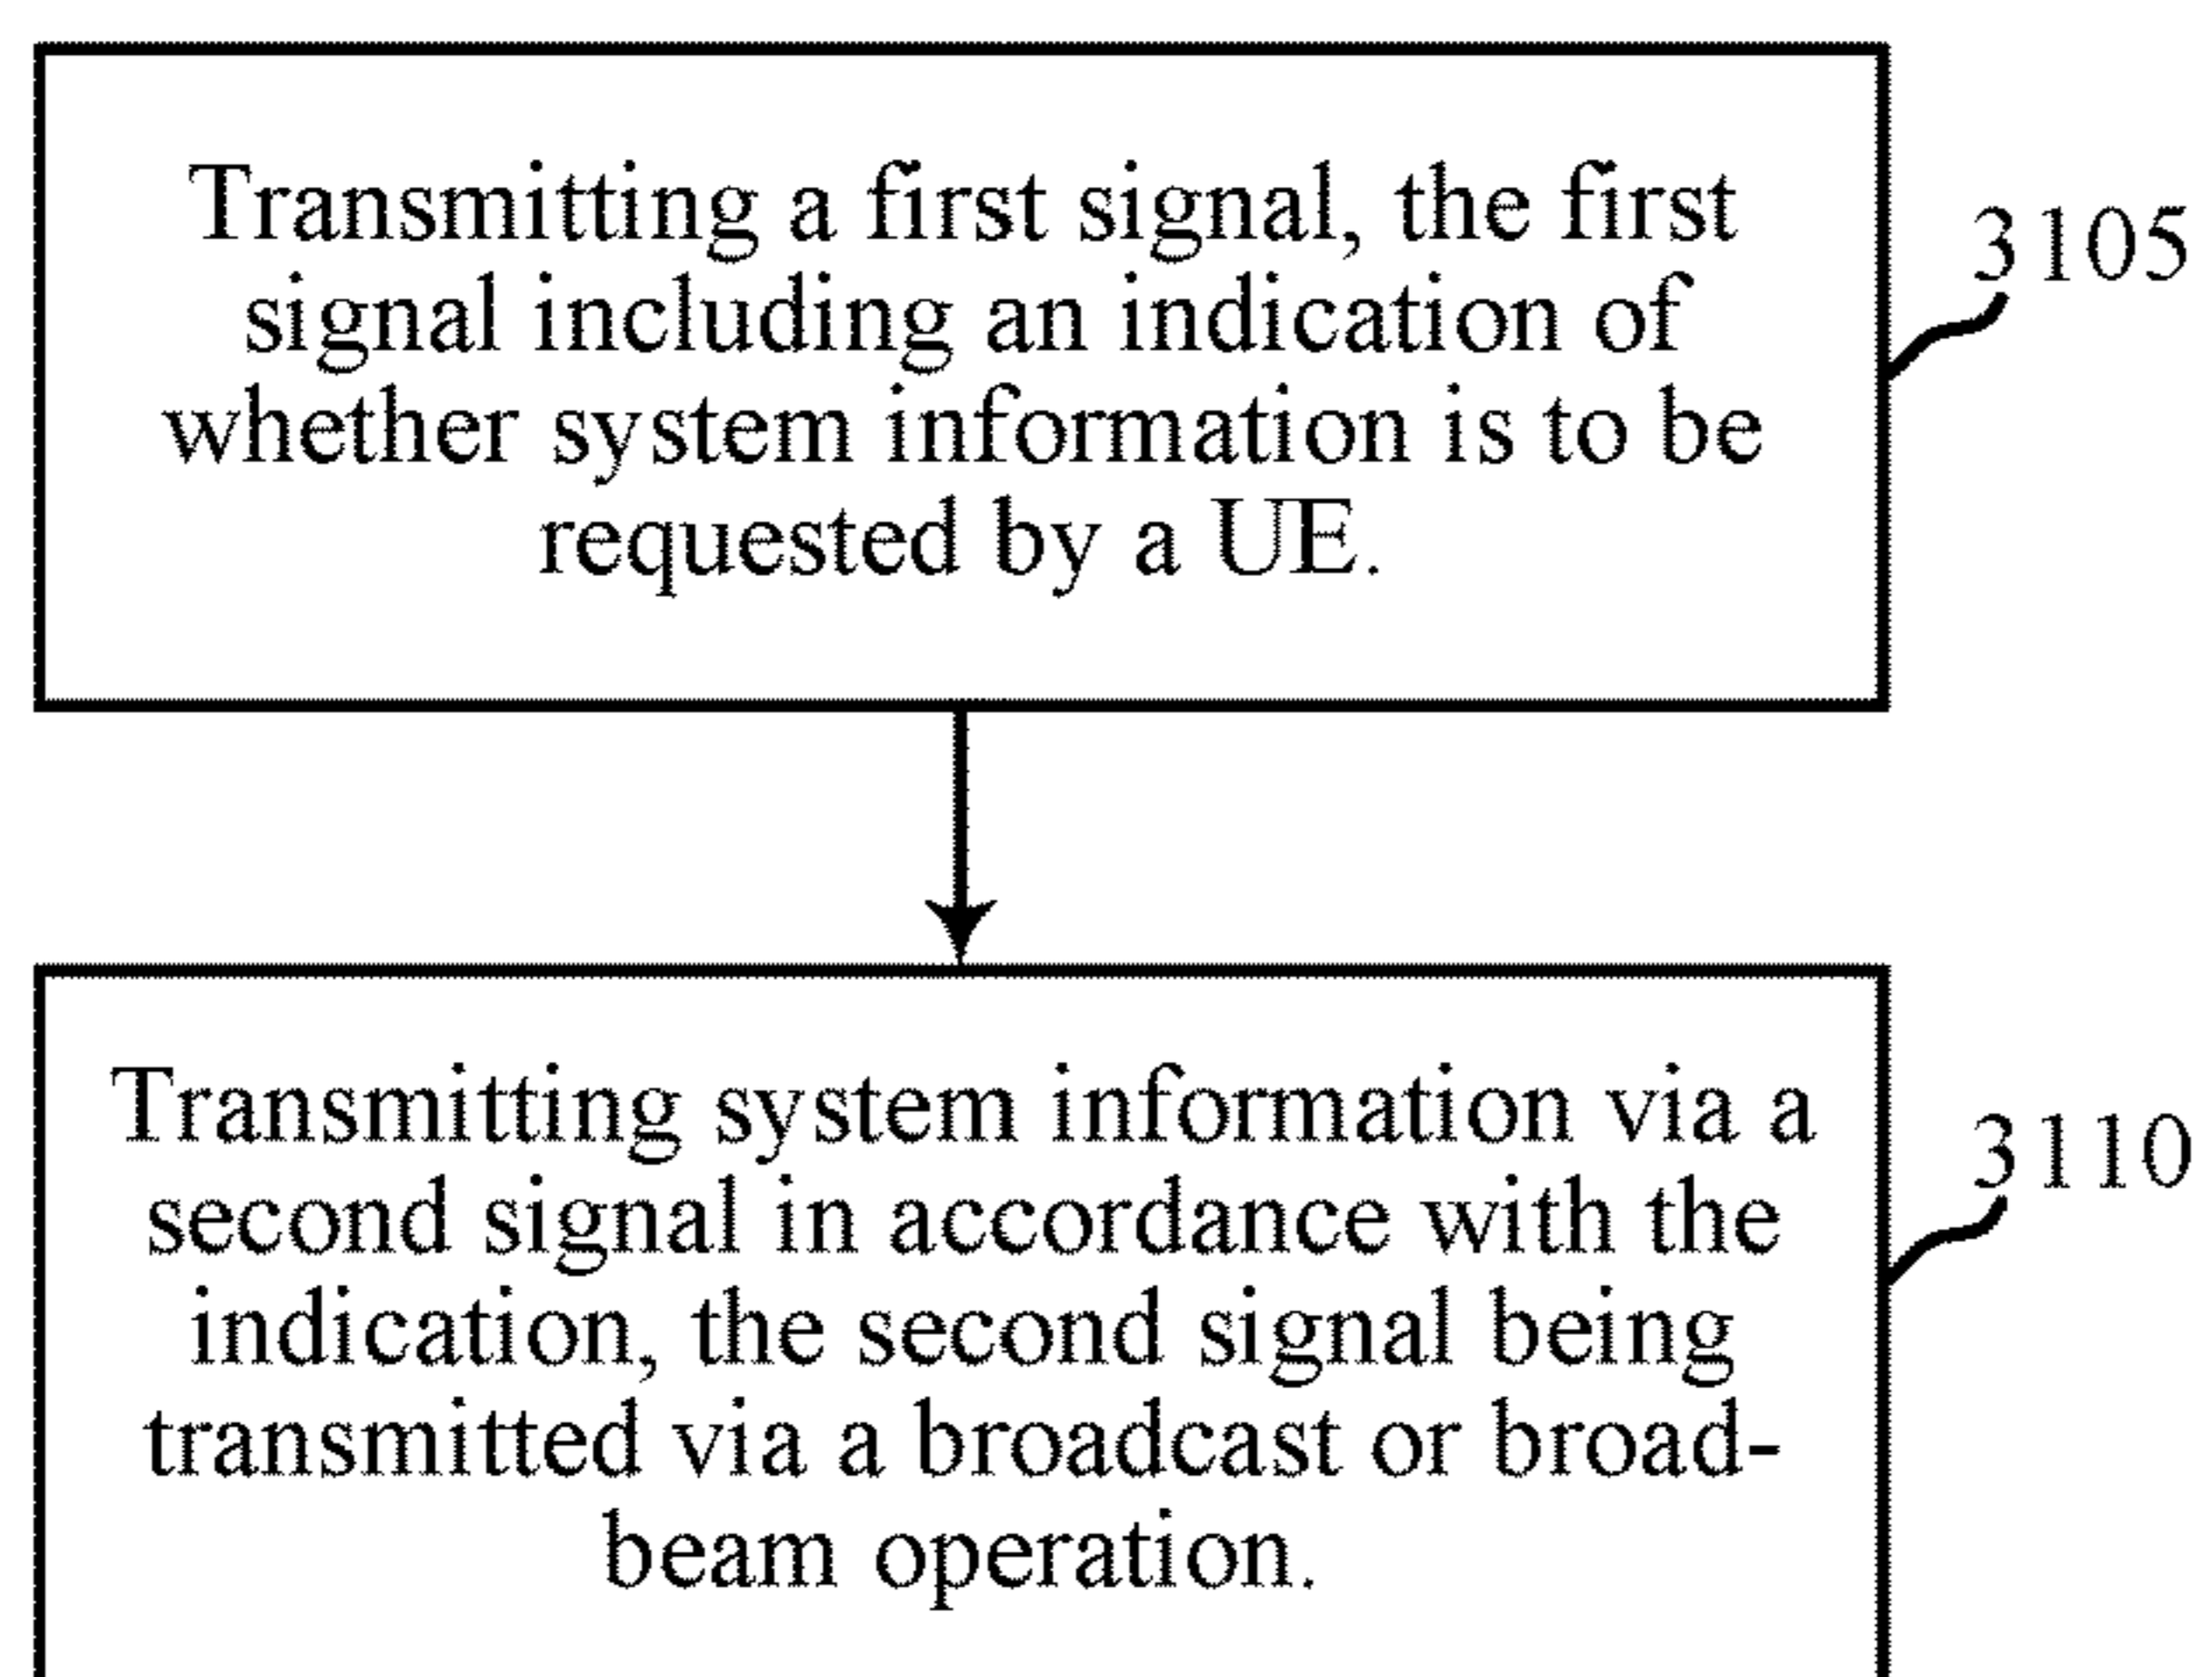 Transmitting a first signal, the first
signal including an indication of
whether system information is to be
requested by a UE.
3105
Transmitting system information via a
second signal in accordance with the
indication, the second signal being
transmitted via a broadcast or broad-
beam operation.
3110